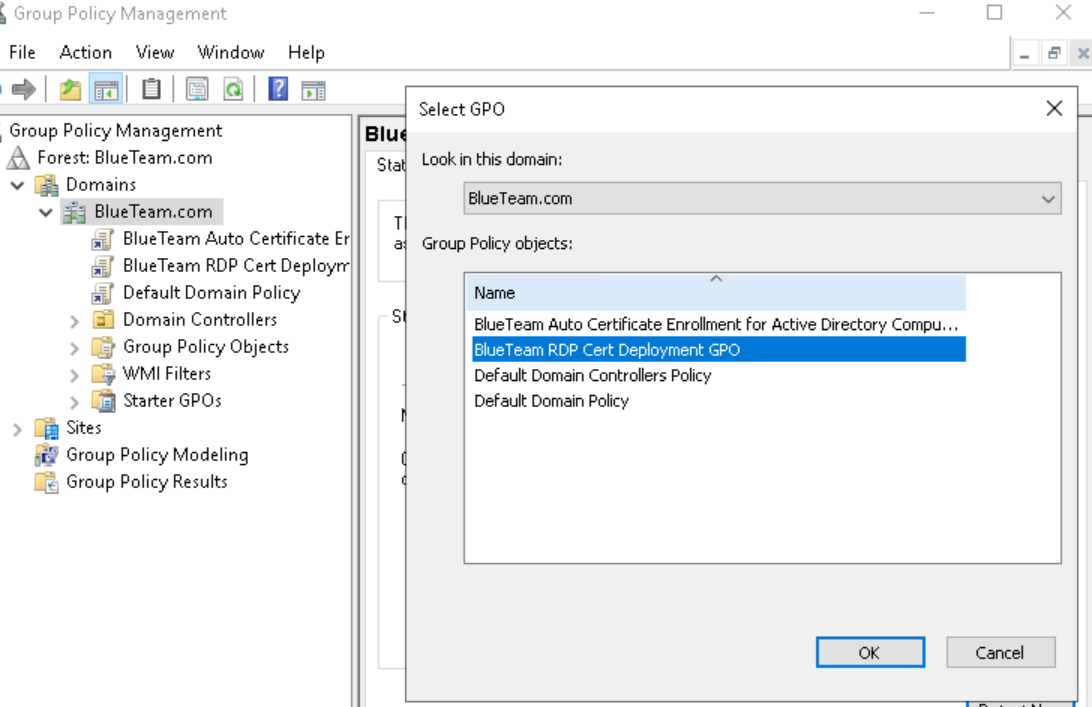 Group Policy Management
File Action View Window Help
Group Policy Management
Forest: BlueTeam.com
Domains
BlueTeam.com
BlueTeam Auto Certificate Er
BlueTeam RDP Cert Deploym
Default Domain Policy
Domain Controllers
Group Policy Objects
WMI Filters
Starter GPOs
Sites
Group Policy Modeling
Group Policy Results
Blue
Stat
Select GPO
Look in this domain:
BlueTeam.com
Group Policy objects:
Name
BlueTeam Auto Certificate Enrollment for Active Directory Compu...
BlueTeam RDP Cert Deployment GPO
Default Domain Controllers Policy
Default Domain Policy
OK Cancel